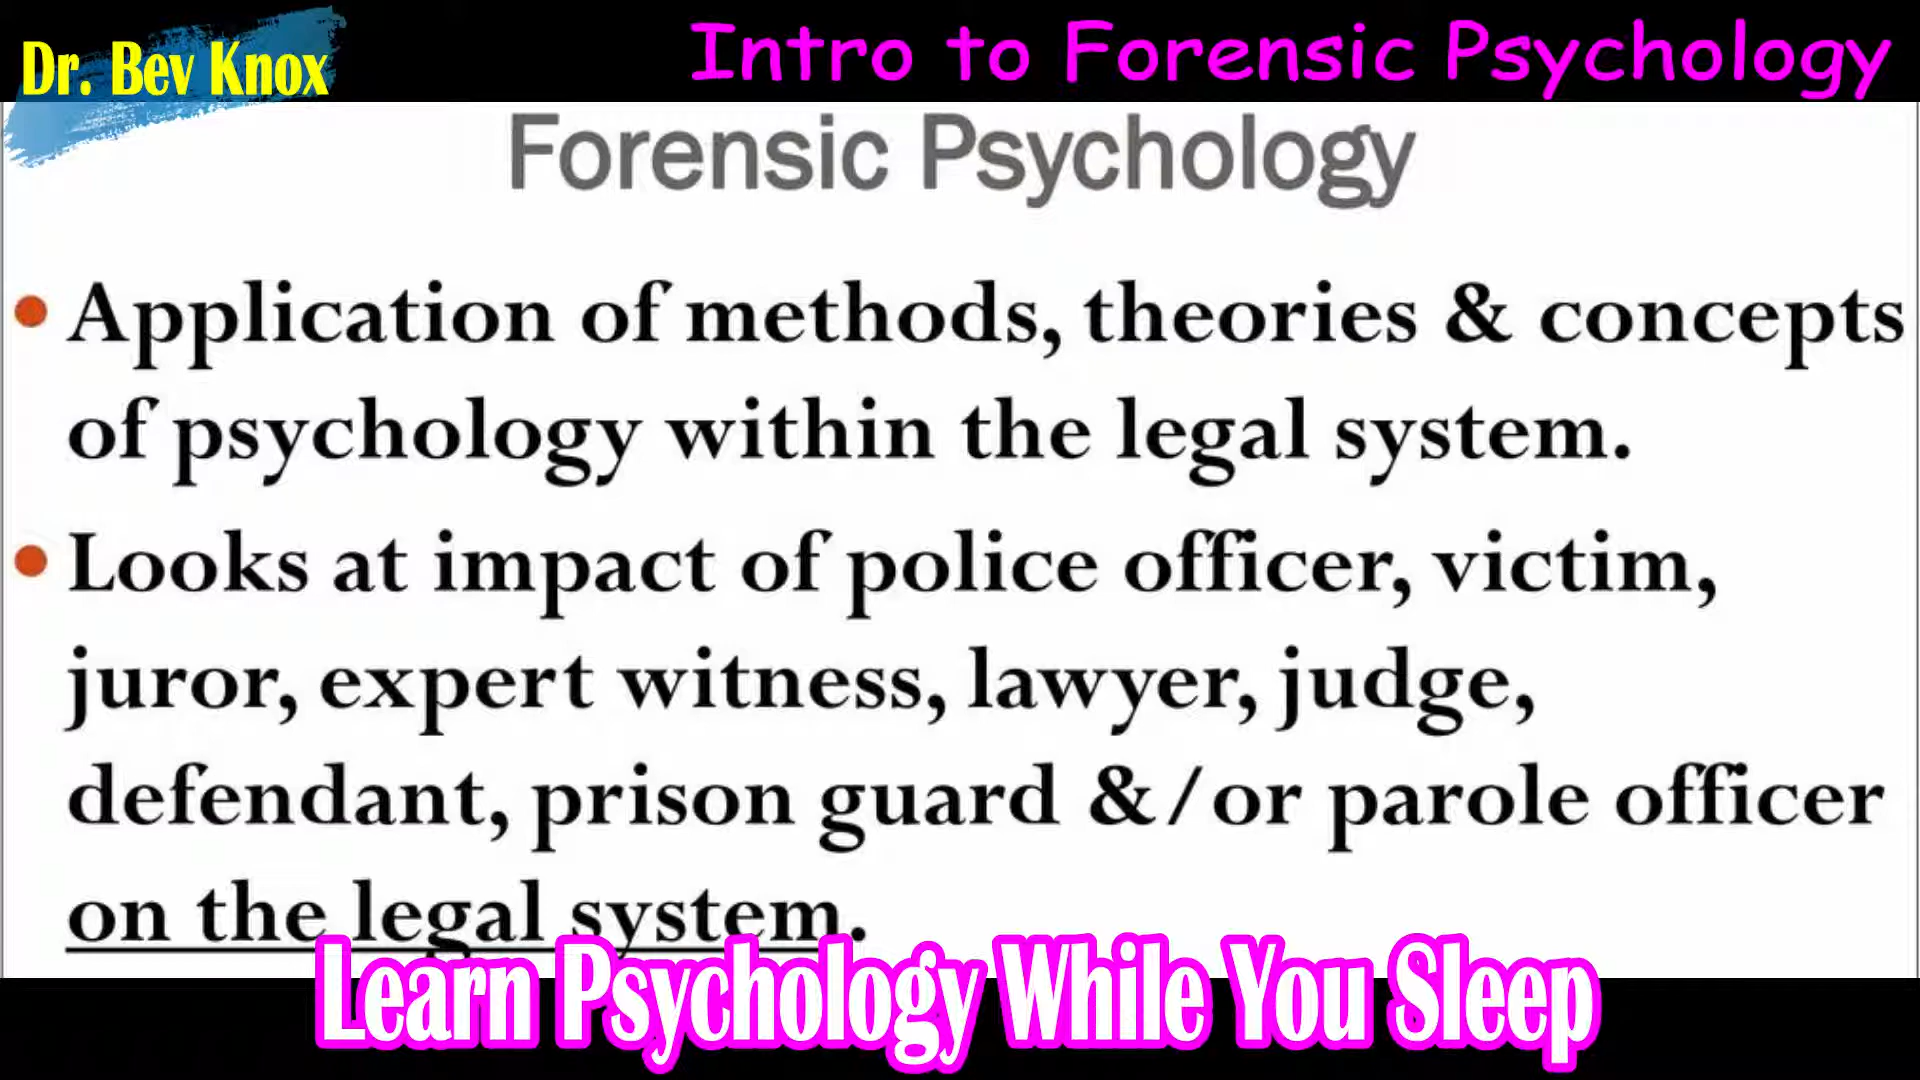 Dr. Bev Knox
Intro to Forensic Psychology
Forensic Psychology
• Application of methods, theories & concepts
of psychology within the legal system.
• Looks at impact of police officer, victim,
juror, expert witness, lawyer, judge,
defendant, prison guard &/or parole officer
on the legal system.
Learn Psychology While You Sleep